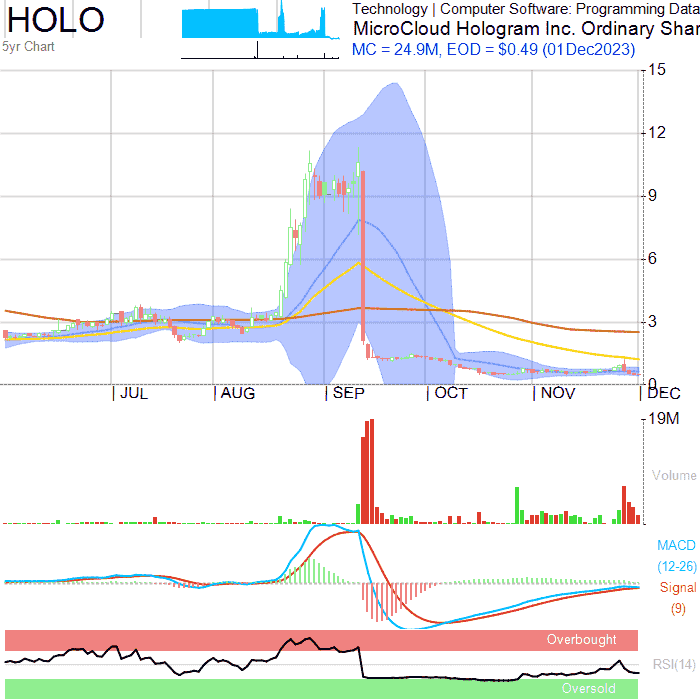 HOLO
5yr Chart
Technology | Computer Software: Programming Data
MicroCloud Hologram Inc. Ordinary Shar
MC = 24.9M, EOD = $0.49 (01Dec2023)
15
12
9
6
3
0
JUL AUG SEP OCT NOV DEC
19M
Volume
MACD
(12-26)
Signal
(9)
Overbought
RSI(14)
Oversold